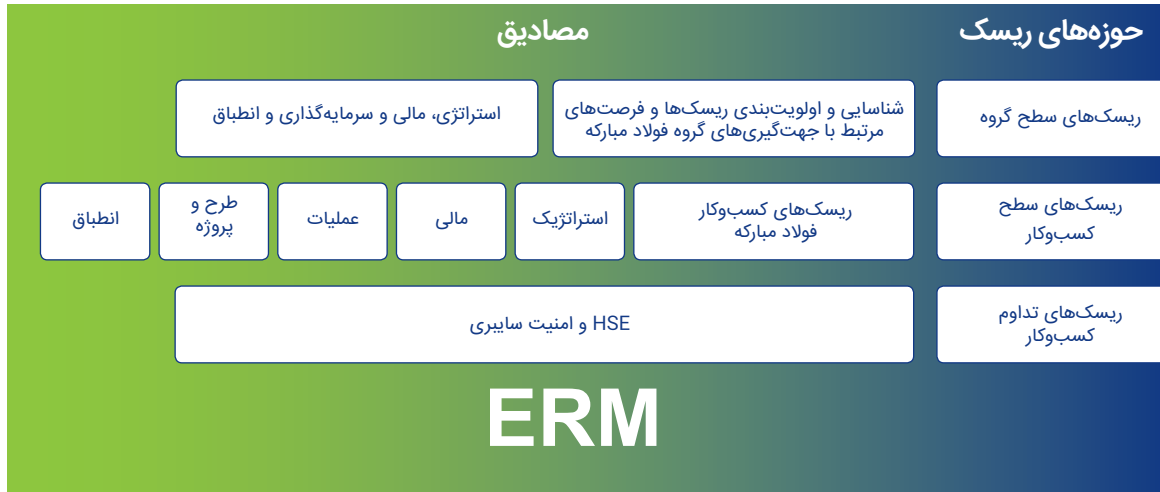 حوزه‌های ریسک
مصادیق
ریسک‌های سطح گروه
شناسایی و اولویت‌بندی ریسک‌ها و فرصت‌های
مرتبط با جهت‌گیری‌های گروه فولاد مبارکه
استراتژی، مالی و سرمایه‌گذاری و انطباق
ریسک‌های سطح
کسب‌وکار
ریسک‌های کسب‌وکار
فولاد مبارکه
استراتژیک
مالی
عملیات
طرح و
پروژه
انطباق
ریسک‌های تداوم
کسب‌وکار
HSE و امنیت سایبری
ERM